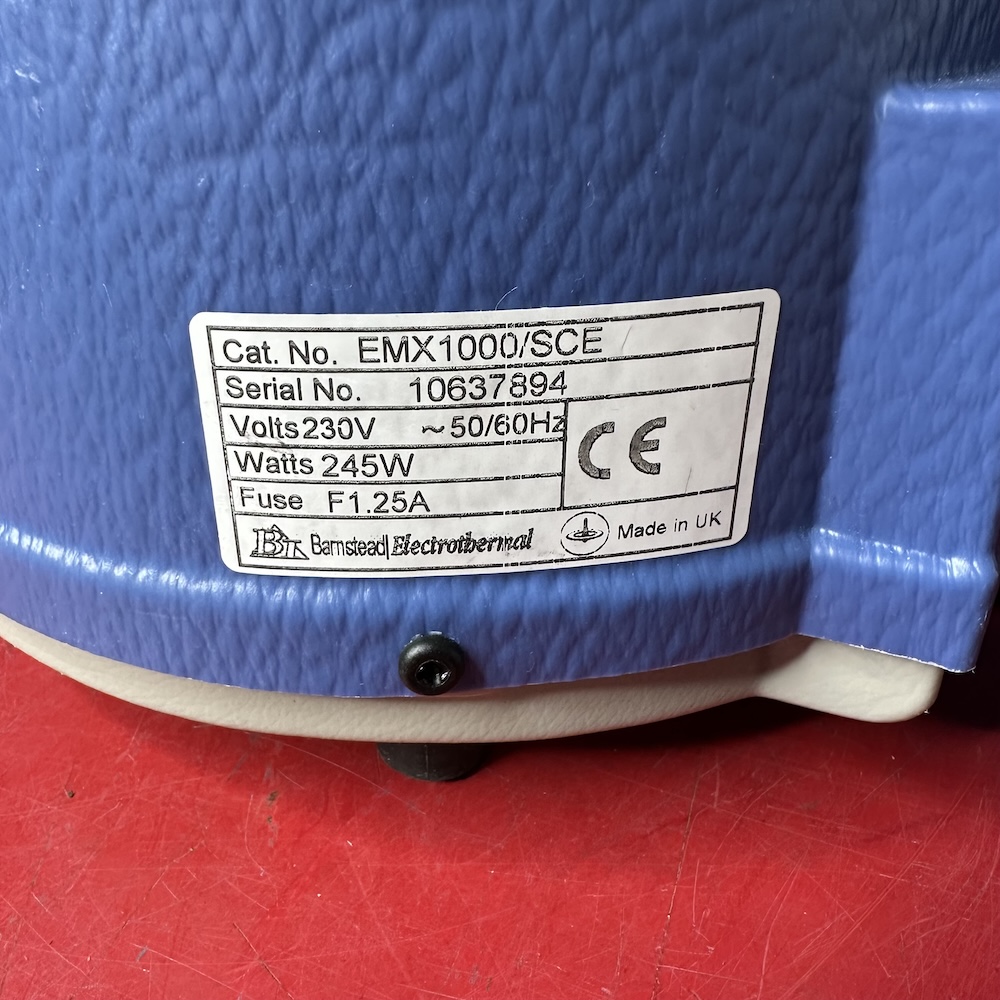 Cat. No. EMX1000/SCE
Serial No. 10637894
Volts 230V ~ 50/60Hz
Watts 245W
CE
Fuse F1.25A
Barnstead|Electrothermal Made in UK